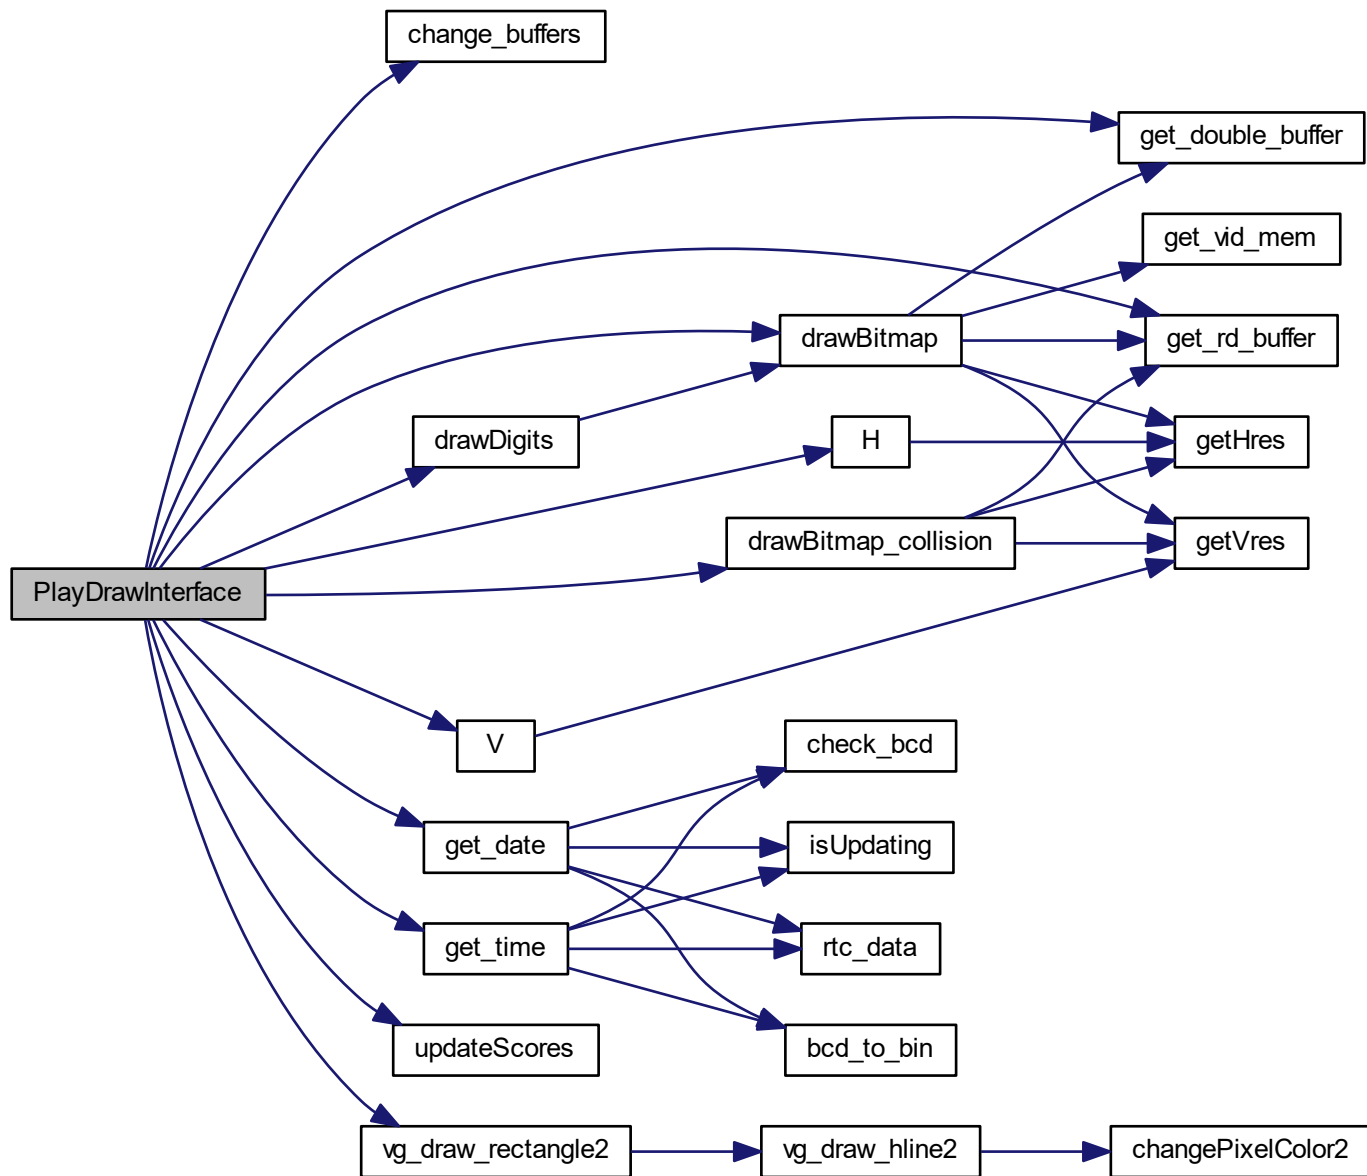 change_buffers
get_double_buffer
get_vid_mem
drawBitmap
get_rd_buffer
drawDigits
H
getHres
drawBitmap_collision
getVres
PlayDrawInterface
V
check_bcd
get_date
isUpdating
get_time
rtc_data
updateScores
bcd_to_bin
vg_draw_rectangle2
vg_draw_hline2
changePixelColor2